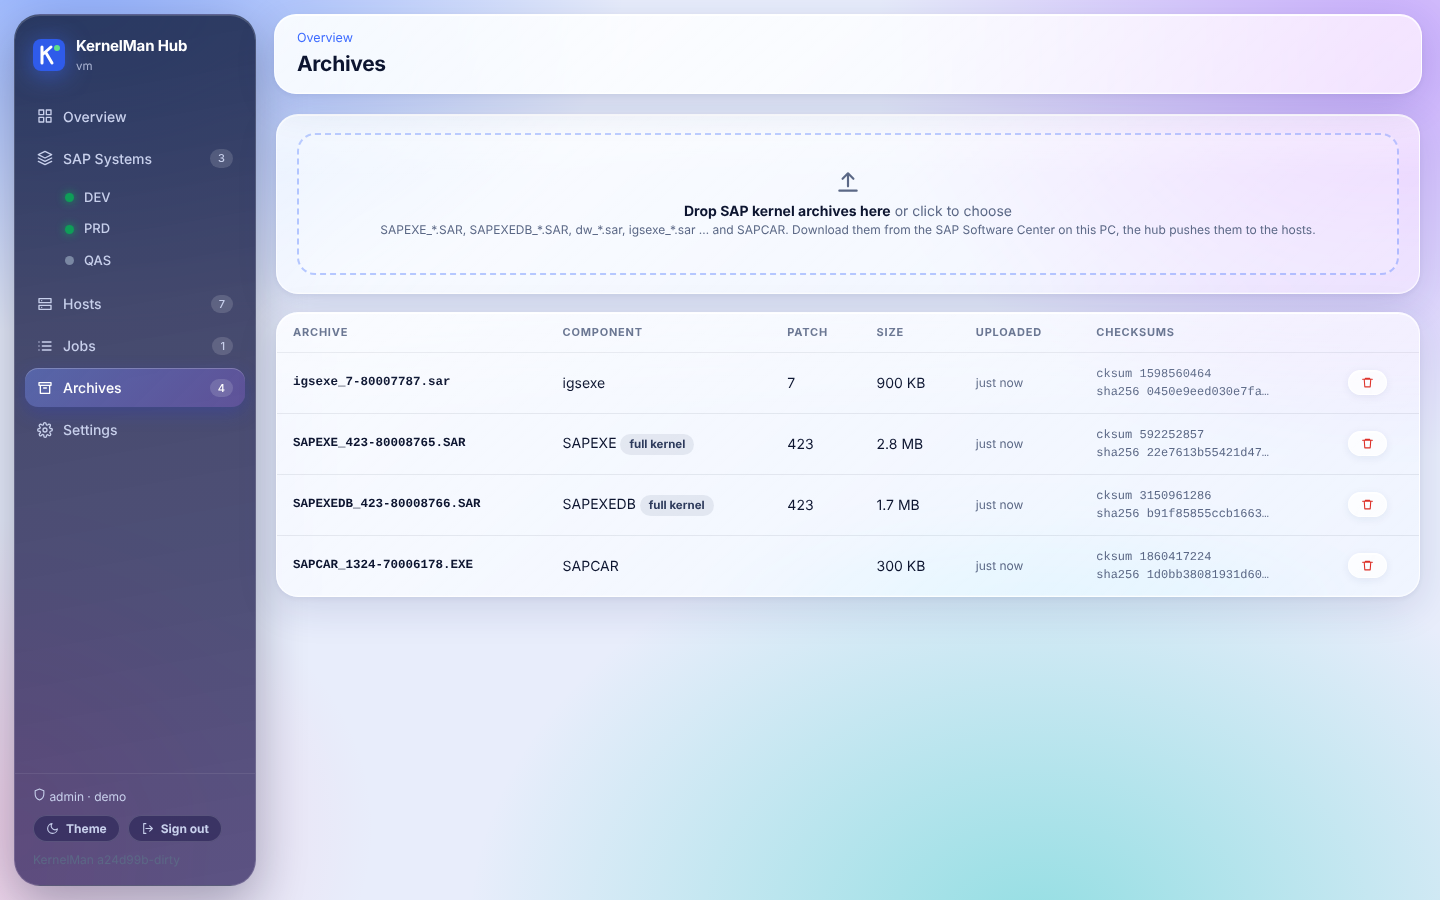 KernelMan Hub
vm
Overview
SAP Systems 3
DEV
PRD
QAS
Hosts 7
Jobs 1
Archives 4
Settings
admin · demo
Theme Sign out
KernelMan a24d99b-dirty
Overview
Archives
Drop SAP kernel archives here or click to choose
SAPEXE_*.SAR, SAPEXEDB_*.SAR, dw_*.sar, igsexe_*.sar ... and SAPCAR. Download them from the SAP Software Center on this PC, the hub pushes them to the hosts.
ARCHIVE COMPONENT PATCH SIZE UPLOADED CHECKSUMS
igsexe_7-80007787.sar igsexe 7 900 KB just now cksum 1598560464
sha256 0450e9eed030e7fa…
SAPEXE_423-80008765.SAR SAPEXE full kernel 423 2.8 MB just now cksum 592252857
sha256 22e7613b55421d47…
SAPEXEDB_423-80008766.SAR SAPEXEDB full kernel 423 1.7 MB just now cksum 3150961286
sha256 b91f85855ccb1663…
SAPCAR_1324-70006178.EXE SAPCAR 300 KB just now cksum 1860417224
sha256 1d0bb38081931d60…